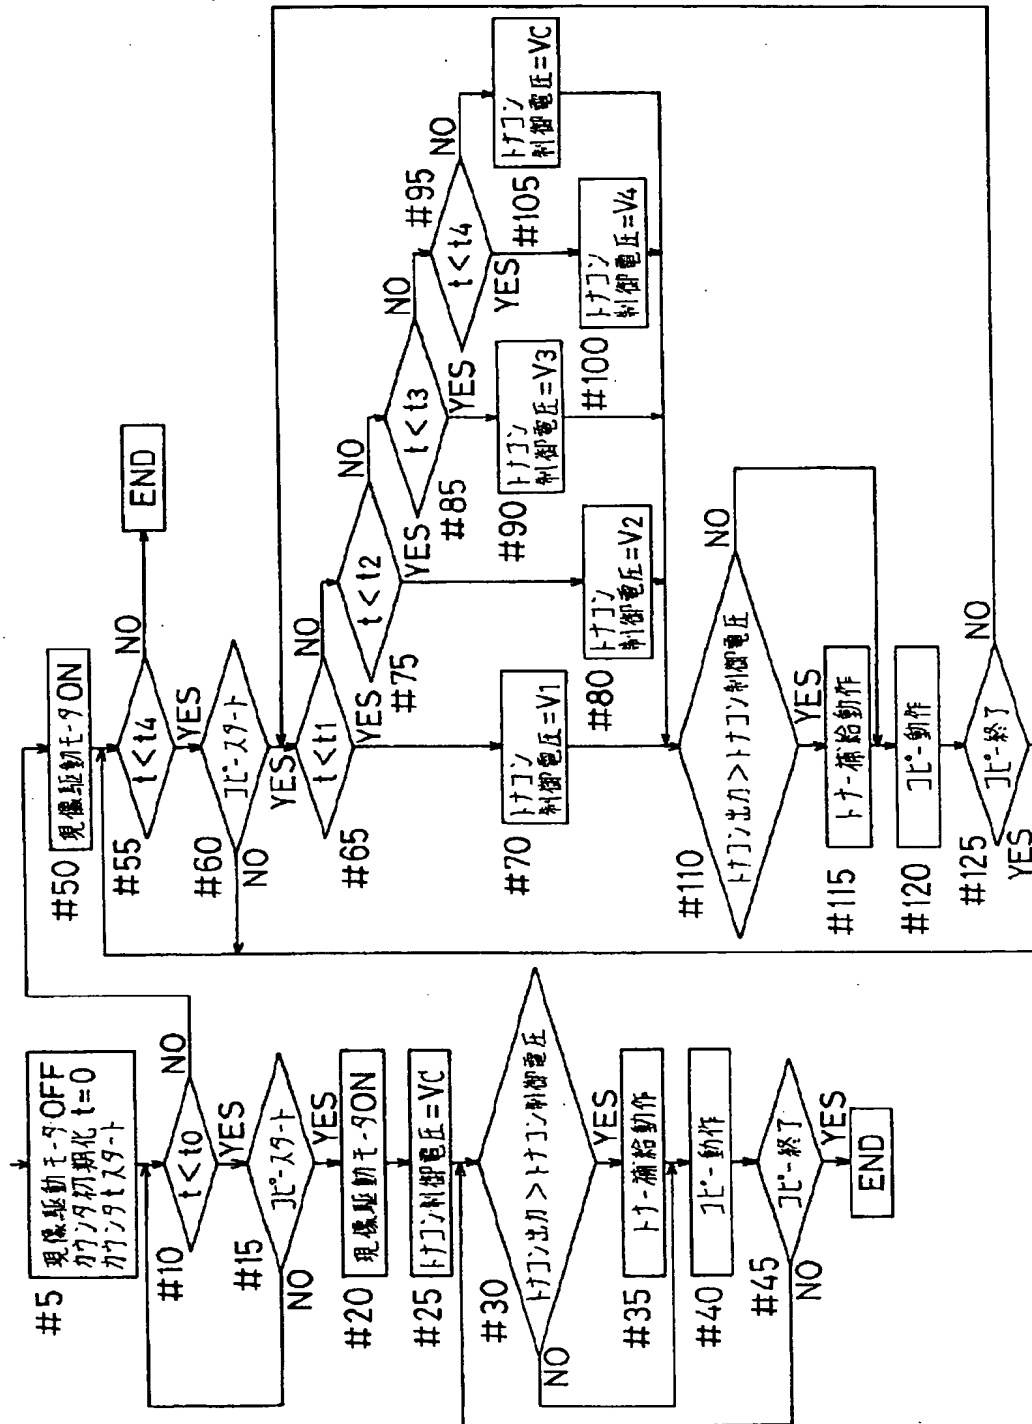 #5
現像駆動モータOFF
カウンタ初期化 t=0
カウンタtスタート
#10
t<t0
NO
YES
#15
コピースタート
NO
YES
#20
現像駆動モータON
#25
トナコン制御電圧=VC
#30
トナコン出力>トナコン制御電圧
NO
YES
#35
トナー補給動作
#40
コピー動作
#45
コピー終了
NO
YES
END
#50
現像駆動モータON
#55
t<t4
NO
END
YES
#60
コピースタート
NO
YES
#65
t<t1
NO
YES
#70
トナコン
制御電圧=V1
#75
t<t2
NO
YES
#80
トナコン
制御電圧=V2
#85
t<t3
NO
YES
#90
トナコン
制御電圧=V3
#95
t<t4
NO
YES
#100
トナコン
制御電圧=V4
#105
トナコン
制御電圧=VC
#110
トナコン出力>トナコン制御電圧
NO
YES
#115
トナー補給動作
#120
コピー動作
#125
コピー終了
NO
YES